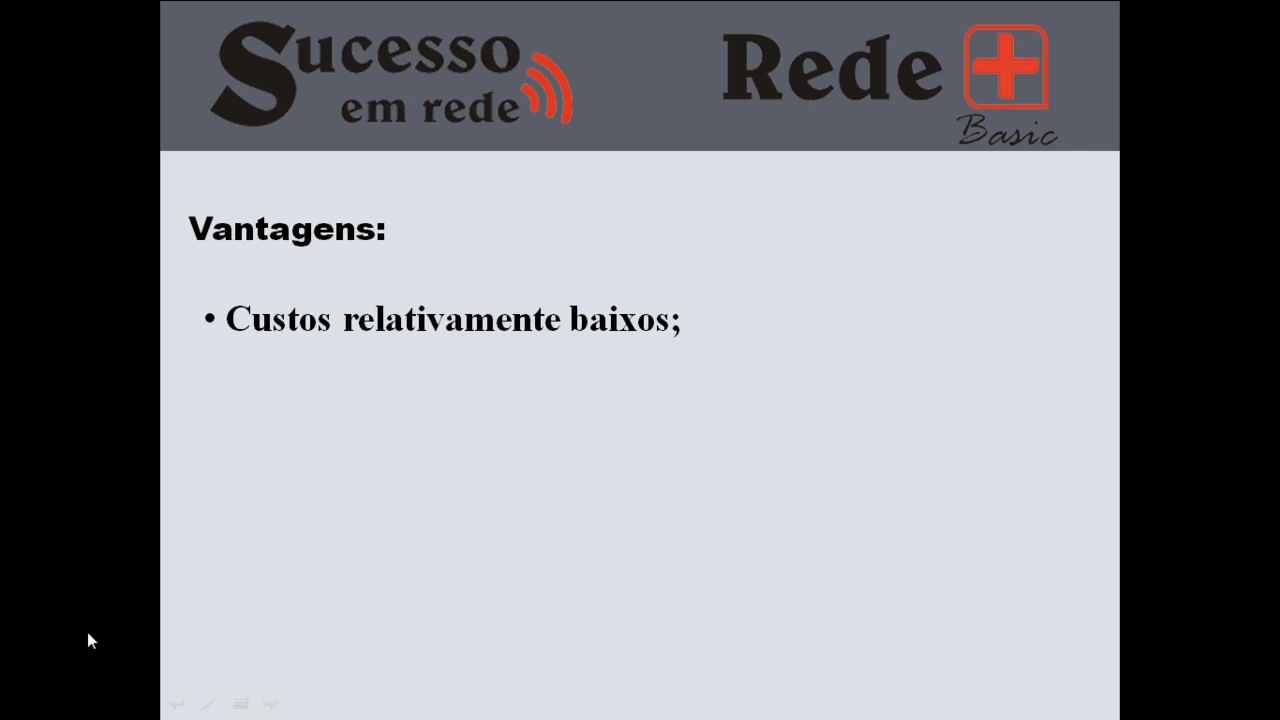 Sucesso
em rede
Rede +
Basic
Vantagens:
• Custos relativamente baixos;